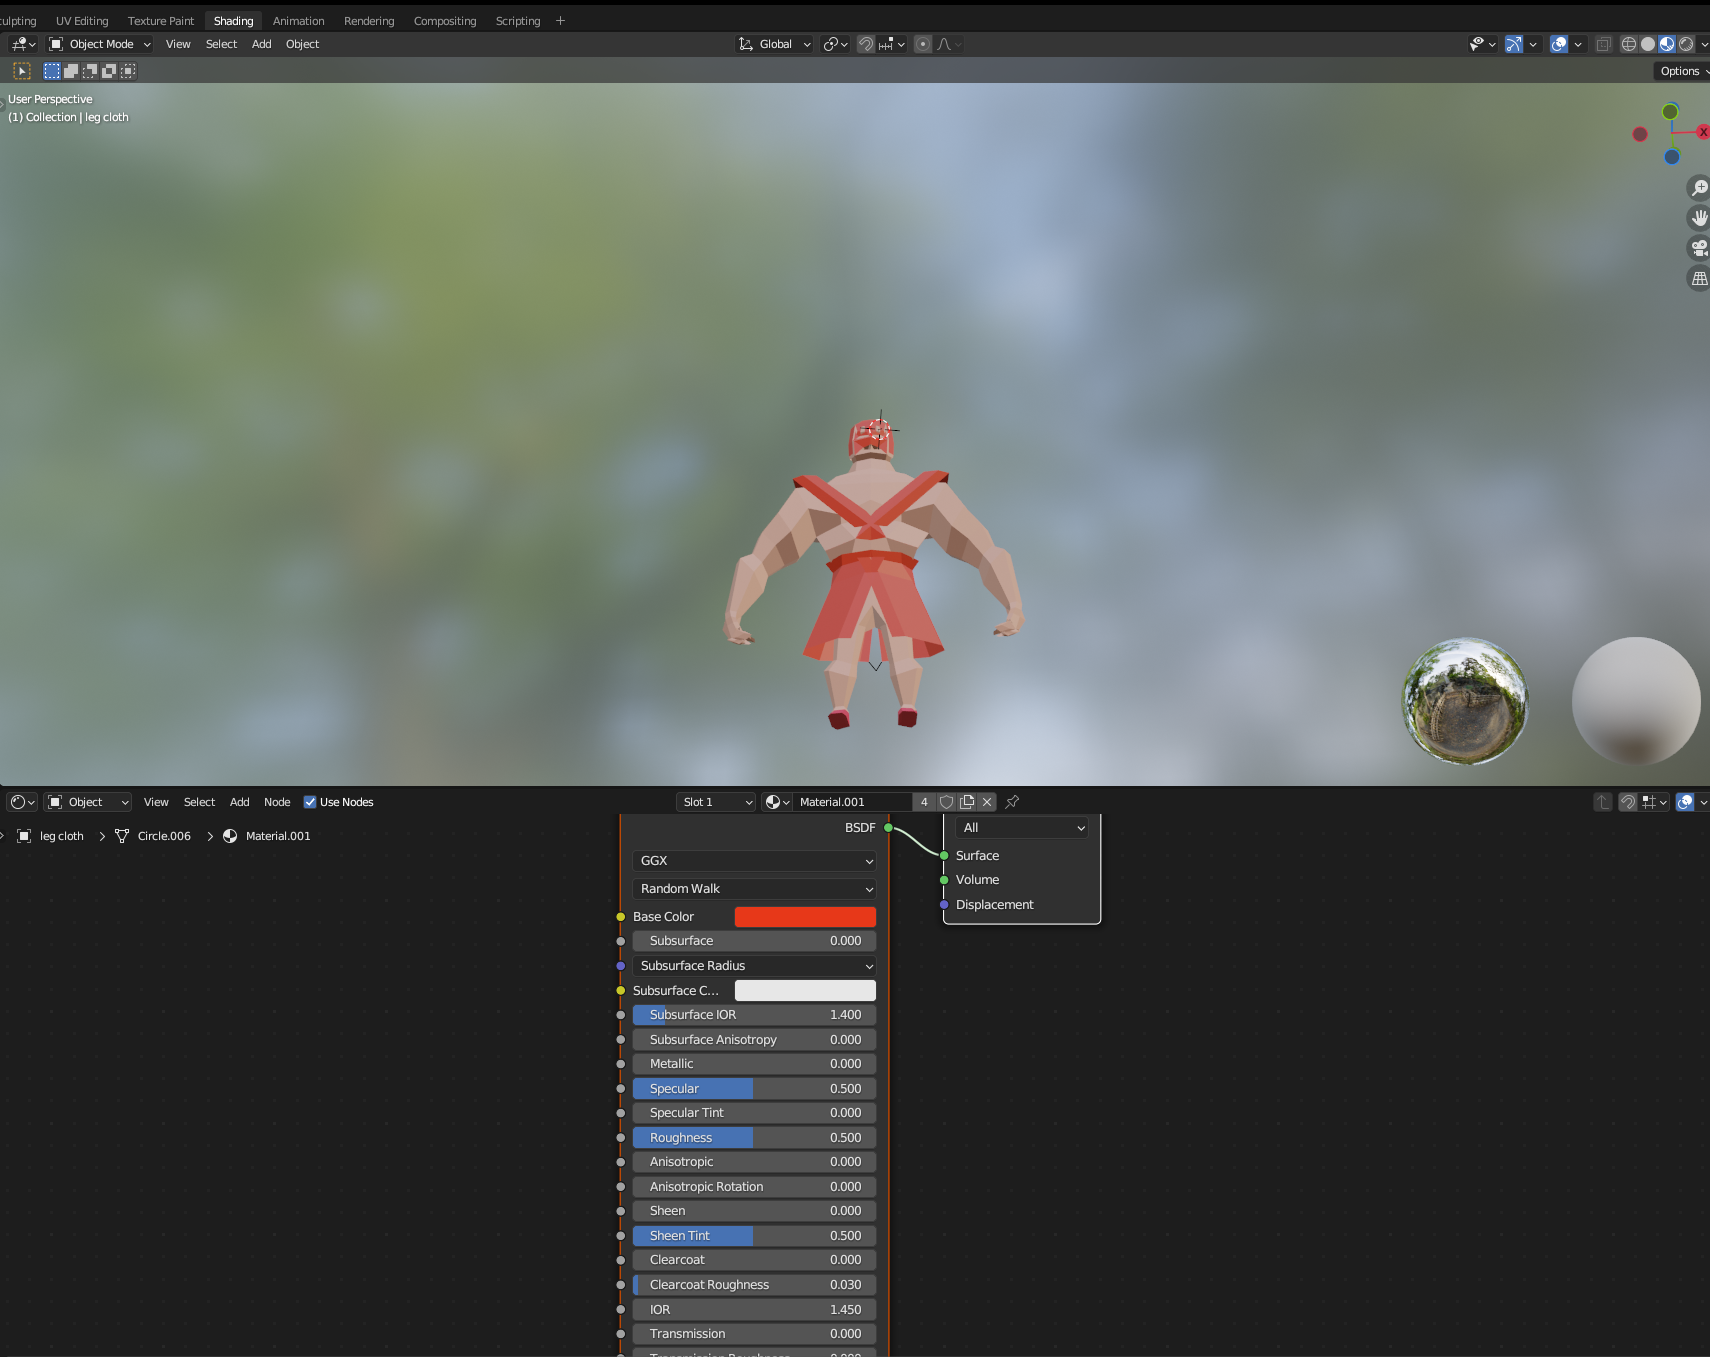 ulpting UV Editing Texture Paint Shading Animation Rendering Compositing Scripting +
Object Mode View Select Add Object Global
Options
User Perspective
(1) Collection | leg cloth
X
Object View Select Add Node Use Nodes Slot 1 Material.001 4
leg cloth > Circle.006 > Material.001
BSDF
All
GGX
Surface
Random Walk
Volume
Displacement
Base Color
Subsurface 0.000
Subsurface Radius
Subsurface C...
Subsurface IOR 1.400
Subsurface Anisotropy 0.000
Metallic 0.000
Specular 0.500
Specular Tint 0.000
Roughness 0.500
Anisotropic 0.000
Anisotropic Rotation 0.000
Sheen 0.000
Sheen Tint 0.500
Clearcoat 0.000
Clearcoat Roughness 0.030
IOR 1.450
Transmission 0.000